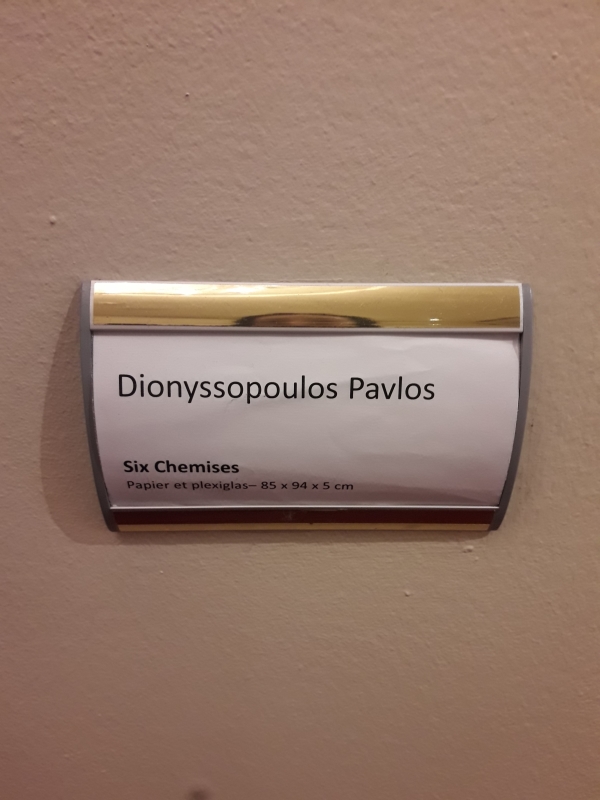 Dionyssopoulos Pavlos
Six Chemises
Papier et plexiglas– 85 x 94 x 5 cm